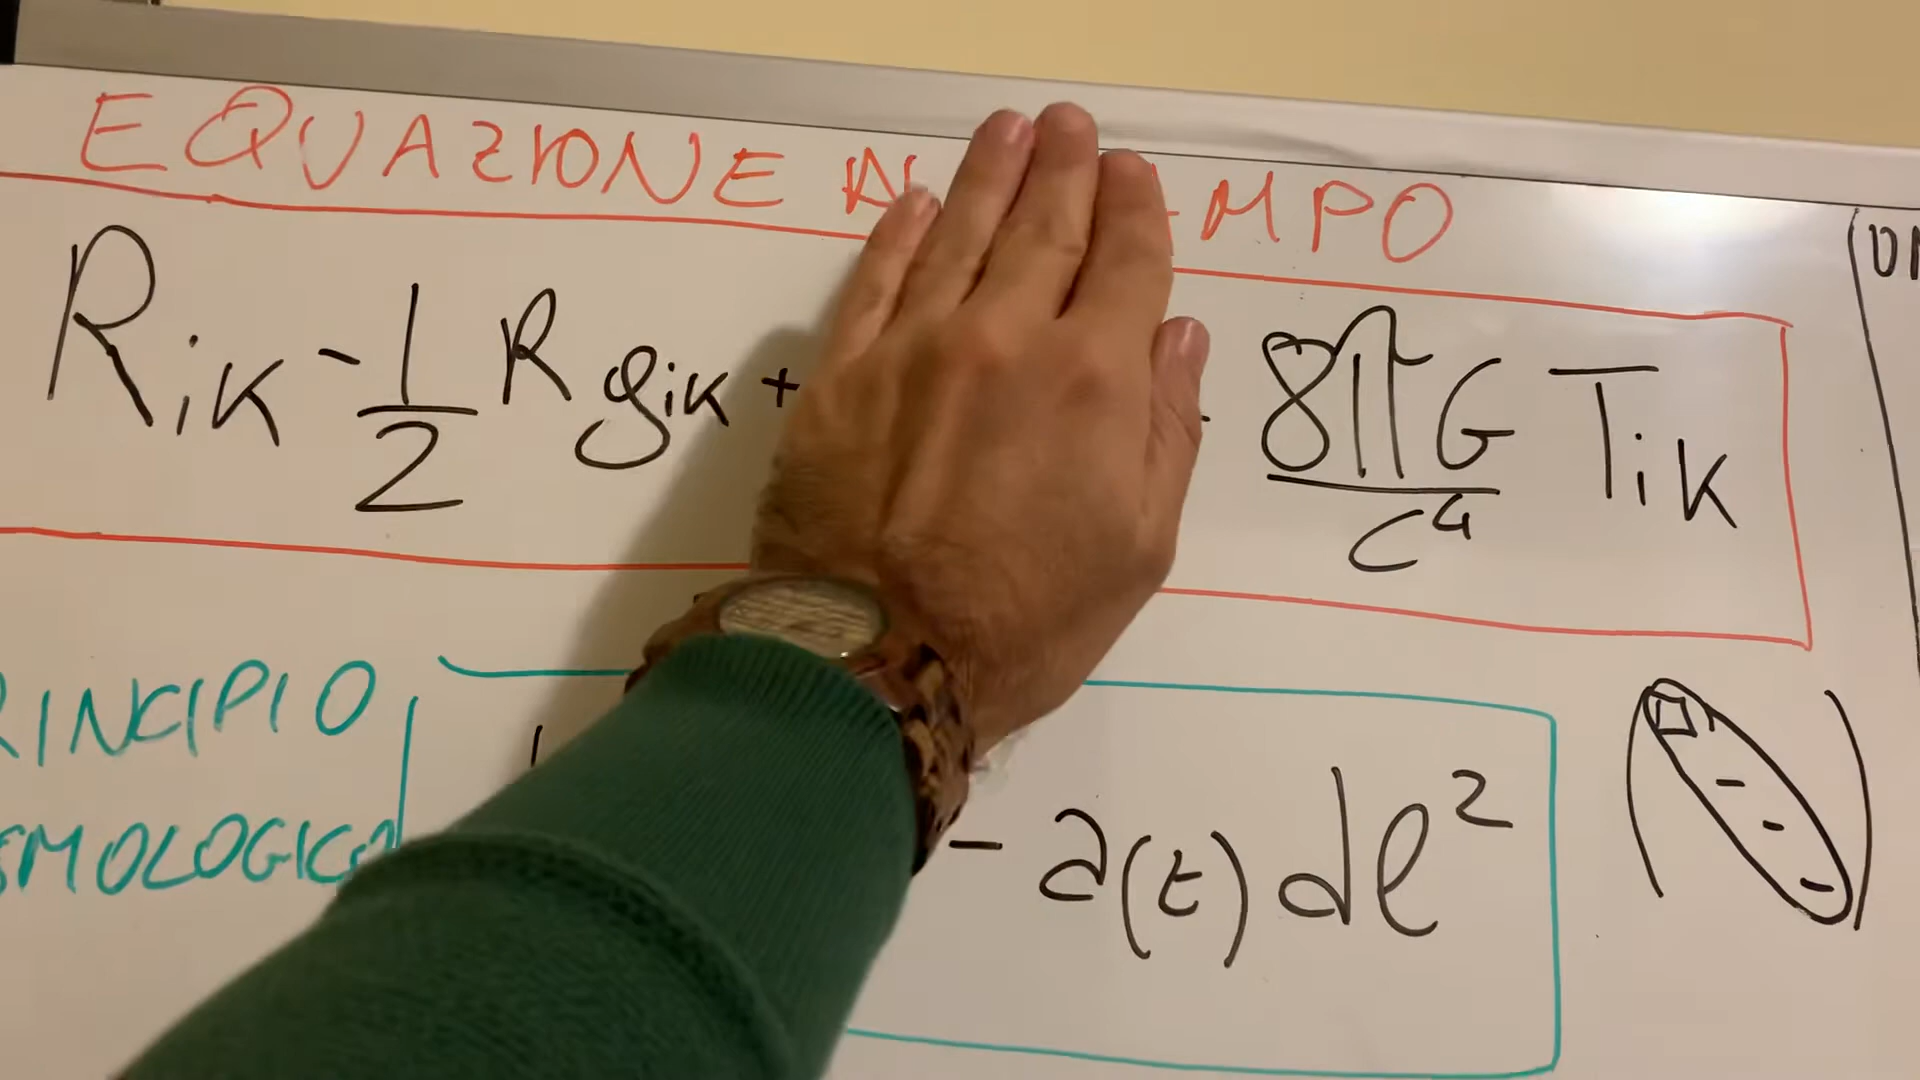 EQUAZIONE MPO
Rik - 1/2 R gik + 8πG/c⁴ Tik
RINCIPIO
SMOLOGICO
- a(t) dl²